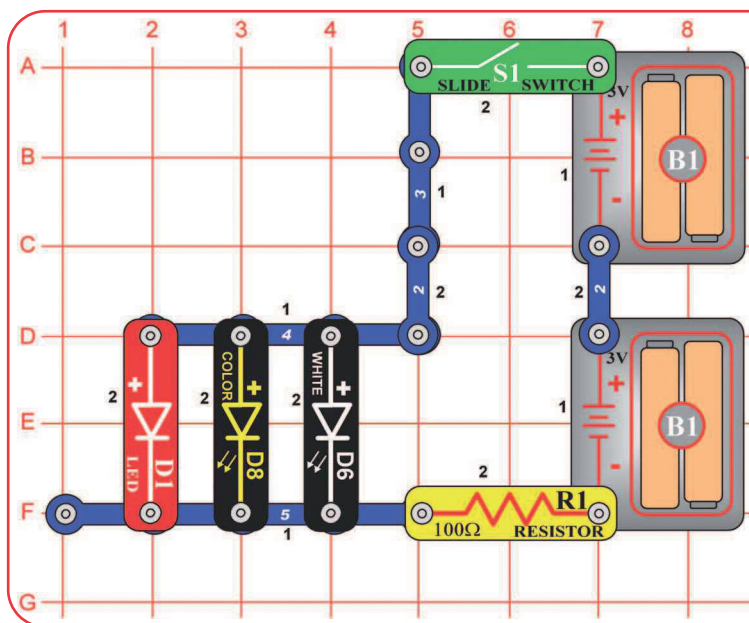 1 2 3 4 5 6 7 8
A
S1
SLIDE SWITCH
2
3V
+
B1
1
-
B
3
1
C
2
2
2
2
D
1
4
3V
+
B1
1
-
E
2
+
D1
LED
2
COLOR
+
D8
2
WHITE
+
D6
F
5
1
2
R1
100Ω
RESISTOR
G